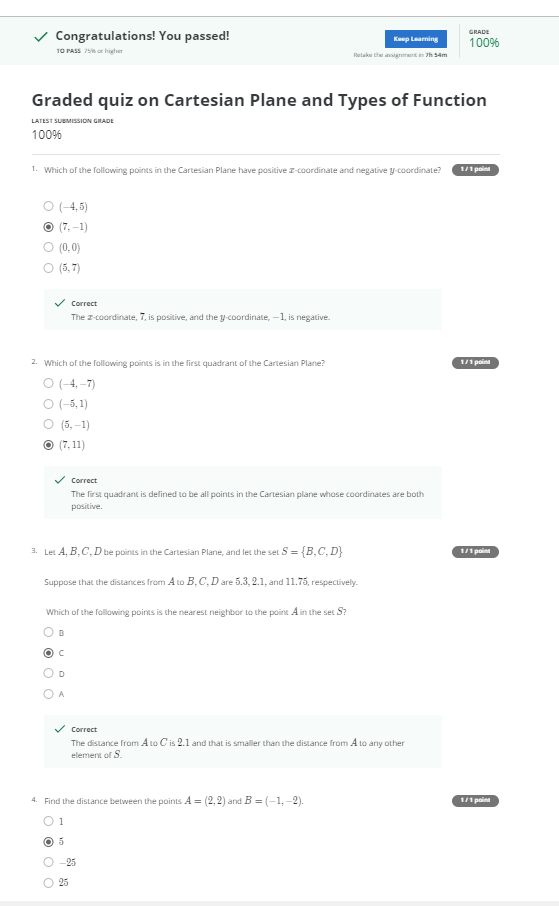 Congratulations! You passed!
TO PASS 75% or higher
Keep Learning
Retake the assignment in 7h 54m
GRADE
100%
Graded quiz on Cartesian Plane and Types of Function
LATEST SUBMISSION GRADE
100%
1. Which of the following points in the Cartesian Plane have positive x-coordinate and negative y-coordinate?
1 / 1 point
(−4, 5)
(7, −1)
(0, 0)
(5, 7)
Correct
The x-coordinate, 7, is positive, and the y-coordinate, −1, is negative.
2. Which of the following points is in the first quadrant of the Cartesian Plane?
1 / 1 point
(−4, −7)
(−5, 1)
(5, −1)
(7, 11)
Correct
The first quadrant is defined to be all points in the Cartesian plane whose coordinates are both
positive.
3. Let A, B, C, D be points in the Cartesian Plane, and let the set S = {B, C, D}
1 / 1 point
Suppose that the distances from A to B, C, D are 5.3, 2.1, and 11.75, respectively.
Which of the following points is the nearest neighbor to the point A in the set S?
B
C
D
A
Correct
The distance from A to C is 2.1 and that is smaller than the distance from A to any other
element of S.
4. Find the distance between the points A = (2, 2) and B = (−1, −2).
1 / 1 point
1
5
−25
25